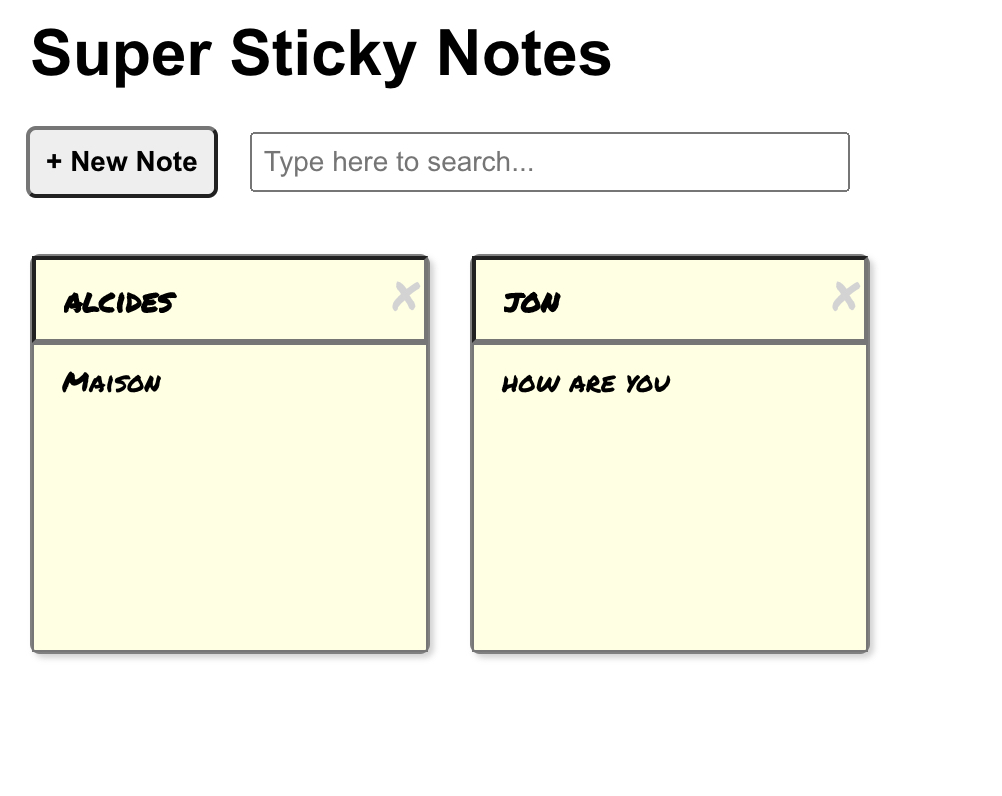 Super Sticky Notes
+ New Note
Type here to search...
ALCIDES
✘
JON
✘
Maison
how are you